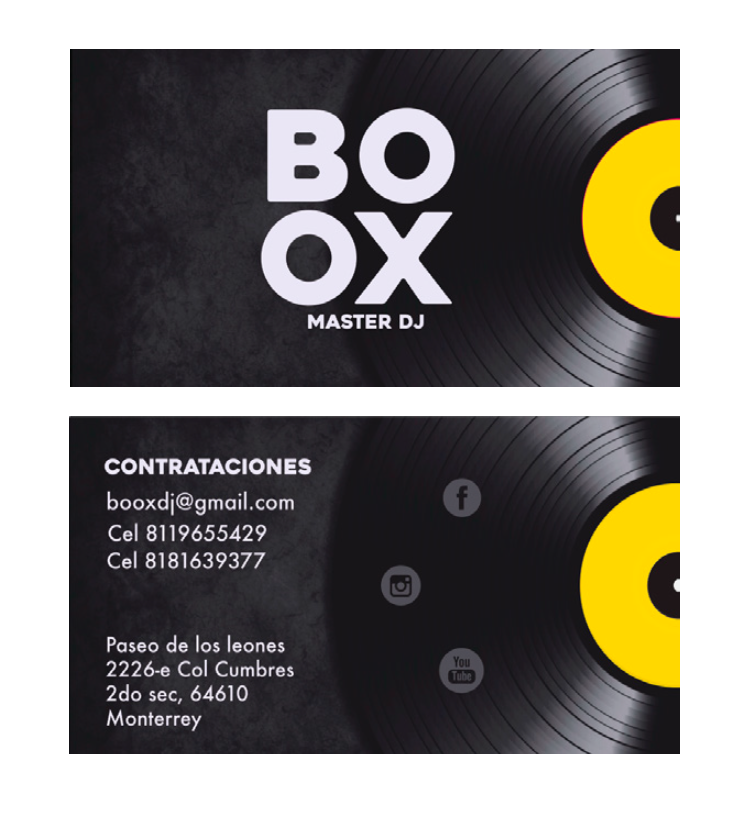 BO
OX
MASTER DJ
CONTRATACIONES
booxdj@gmail.com
Cel 8119655429
Cel 8181639377
f
You
Tube
Paseo de los leones
2226-e Col Cumbres
2do sec, 64610
Monterrey